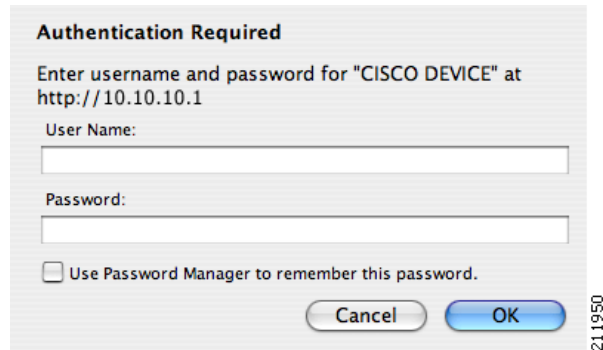 Authentication Required
Enter username and password for "CISCO DEVICE" at
http://10.10.10.1
User Name:
Password:
Use Password Manager to remember this password.
Cancel
OK
211950